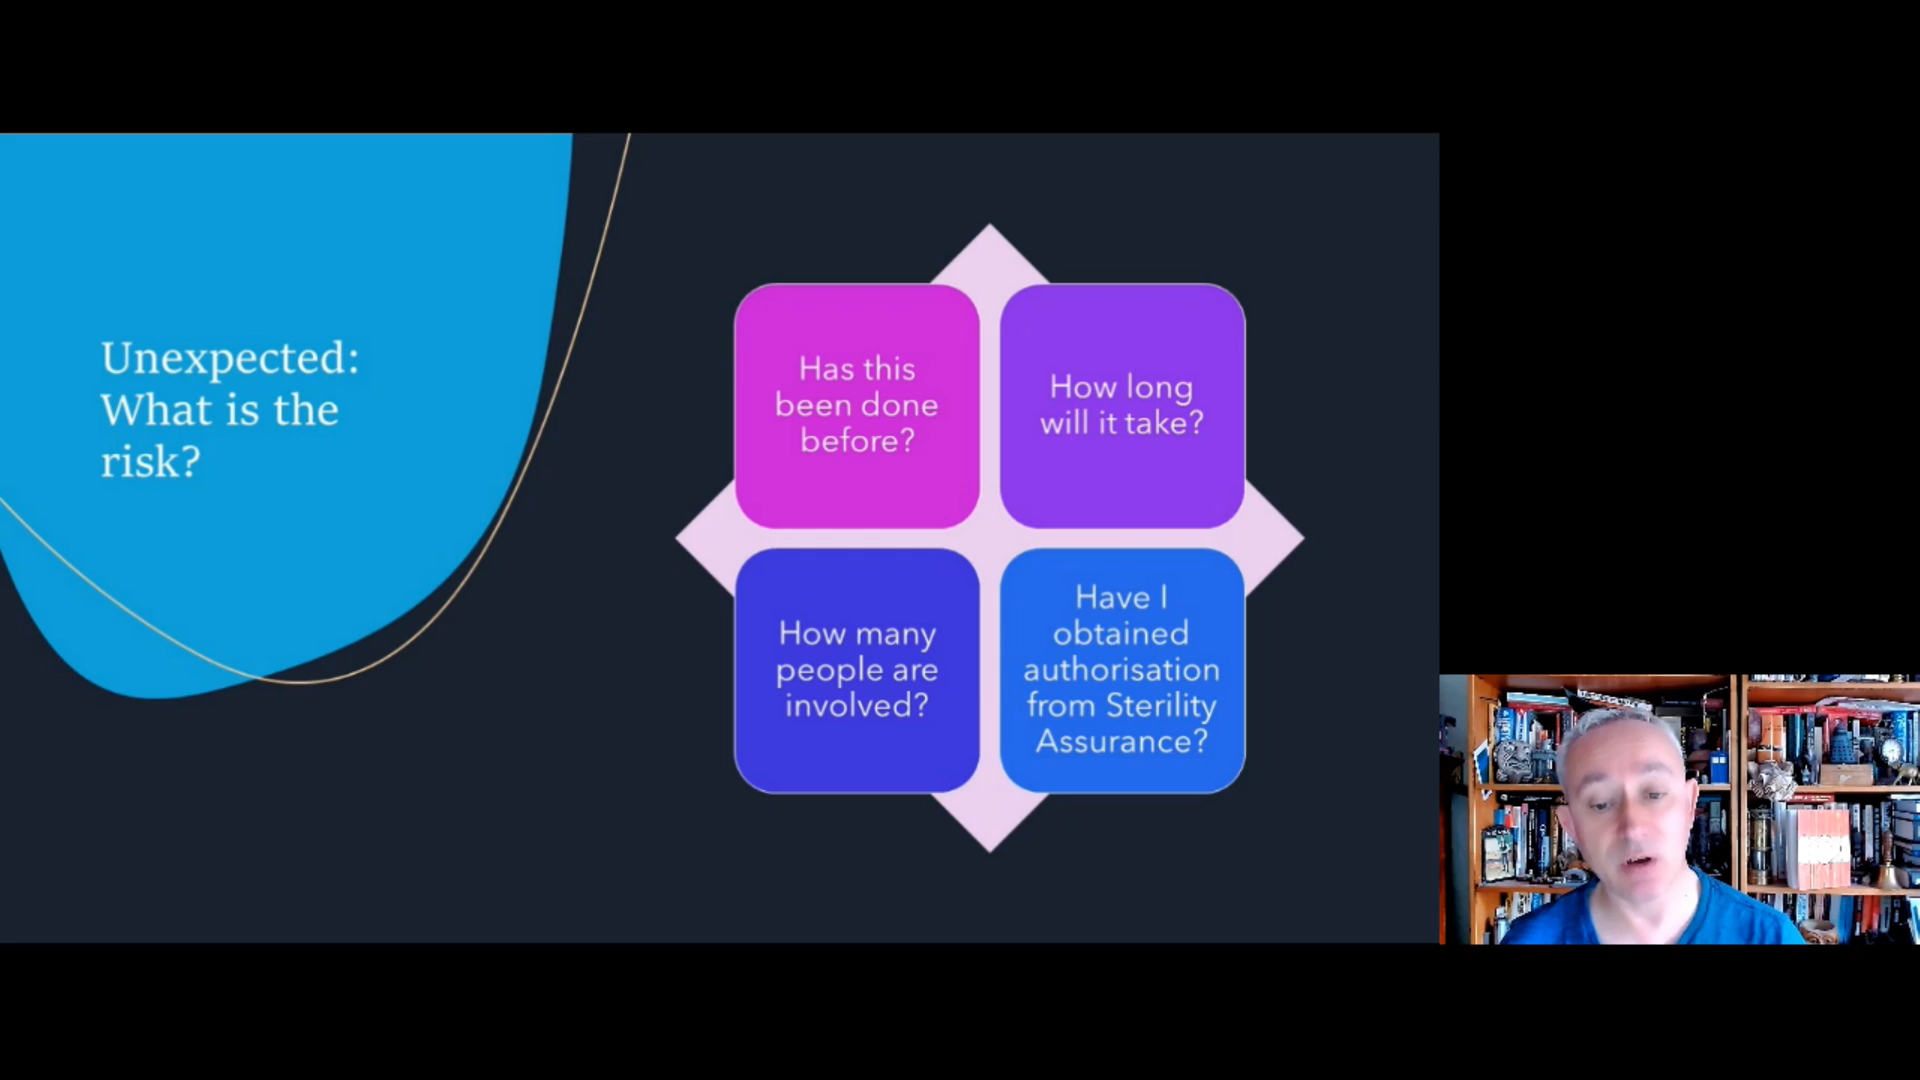 Unexpected:
What is the
risk?
Has this
been done
before?
How long
will it take?
How many
people are
involved?
Have I
obtained
authorisation
from Sterility
Assurance?